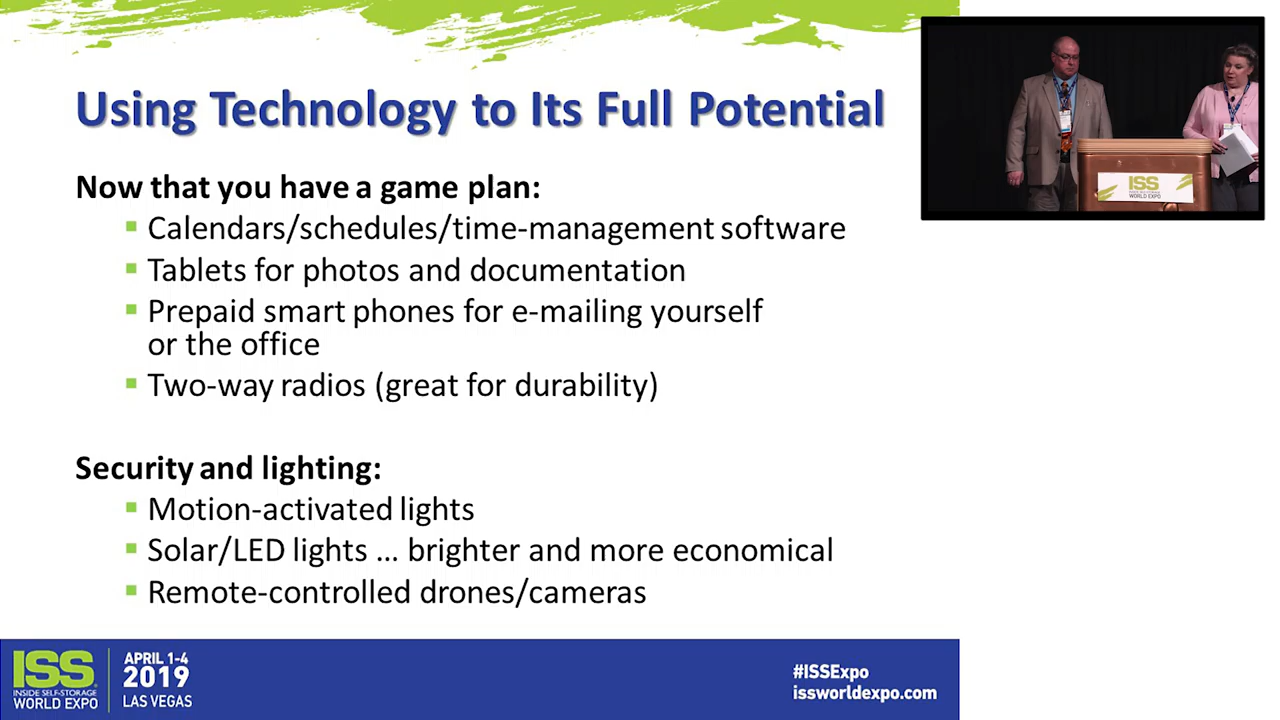 Using Technology to Its Full Potential
Now that you have a game plan:
Calendars/schedules/time-management software
Tablets for photos and documentation
Prepaid smart phones for e-mailing yourself
or the office
Two-way radios (great for durability)
Security and lighting:
Motion-activated lights
Solar/LED lights ... brighter and more economical
Remote-controlled drones/cameras
ISS
INSIDE SELF-STORAGE
WORLD EXPO
APRIL 1-4
2019
LAS VEGAS
#ISSExpo
issworldexpo.com
ISS
INSIDE SELF-STORAGE
WORLD EXPO